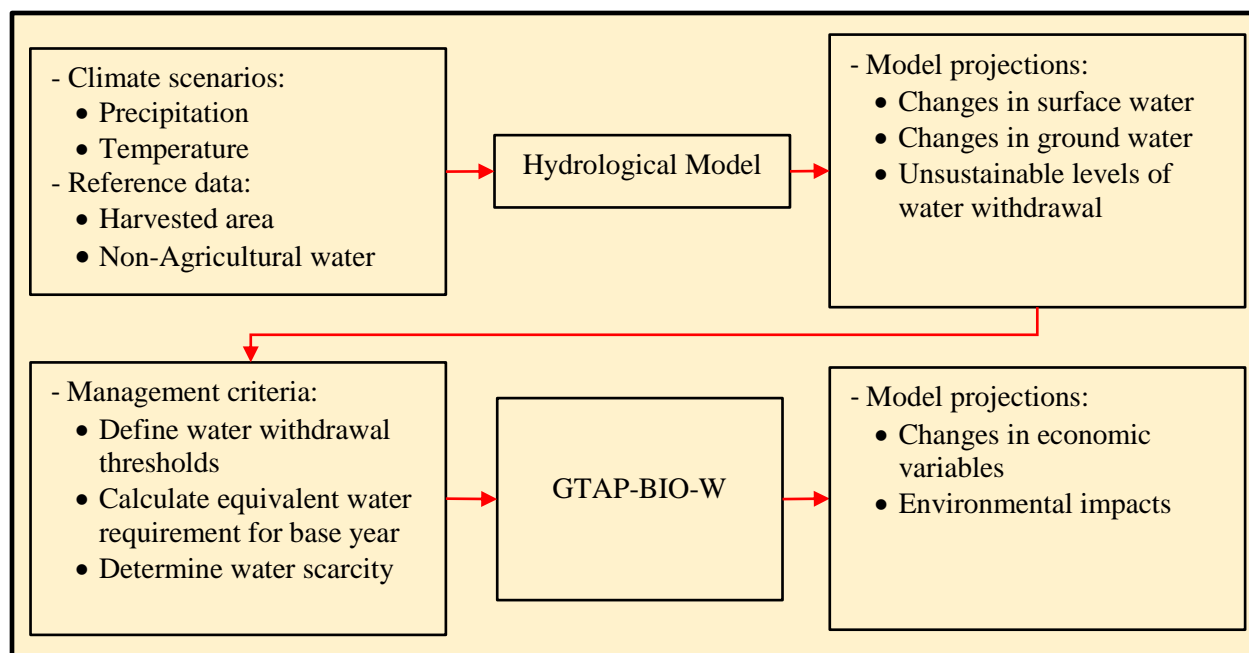 - Climate scenarios:
• Precipitation
• Temperature
- Reference data:
• Harvested area
• Non-Agricultural water
Hydrological Model
- Model projections:
• Changes in surface water
• Changes in ground water
• Unsustainable levels of
water withdrawal
- Management criteria:
• Define water withdrawal
thresholds
• Calculate equivalent water
requirement for base year
• Determine water scarcity
GTAP-BIO-W
- Model projections:
• Changes in economic
variables
• Environmental impacts